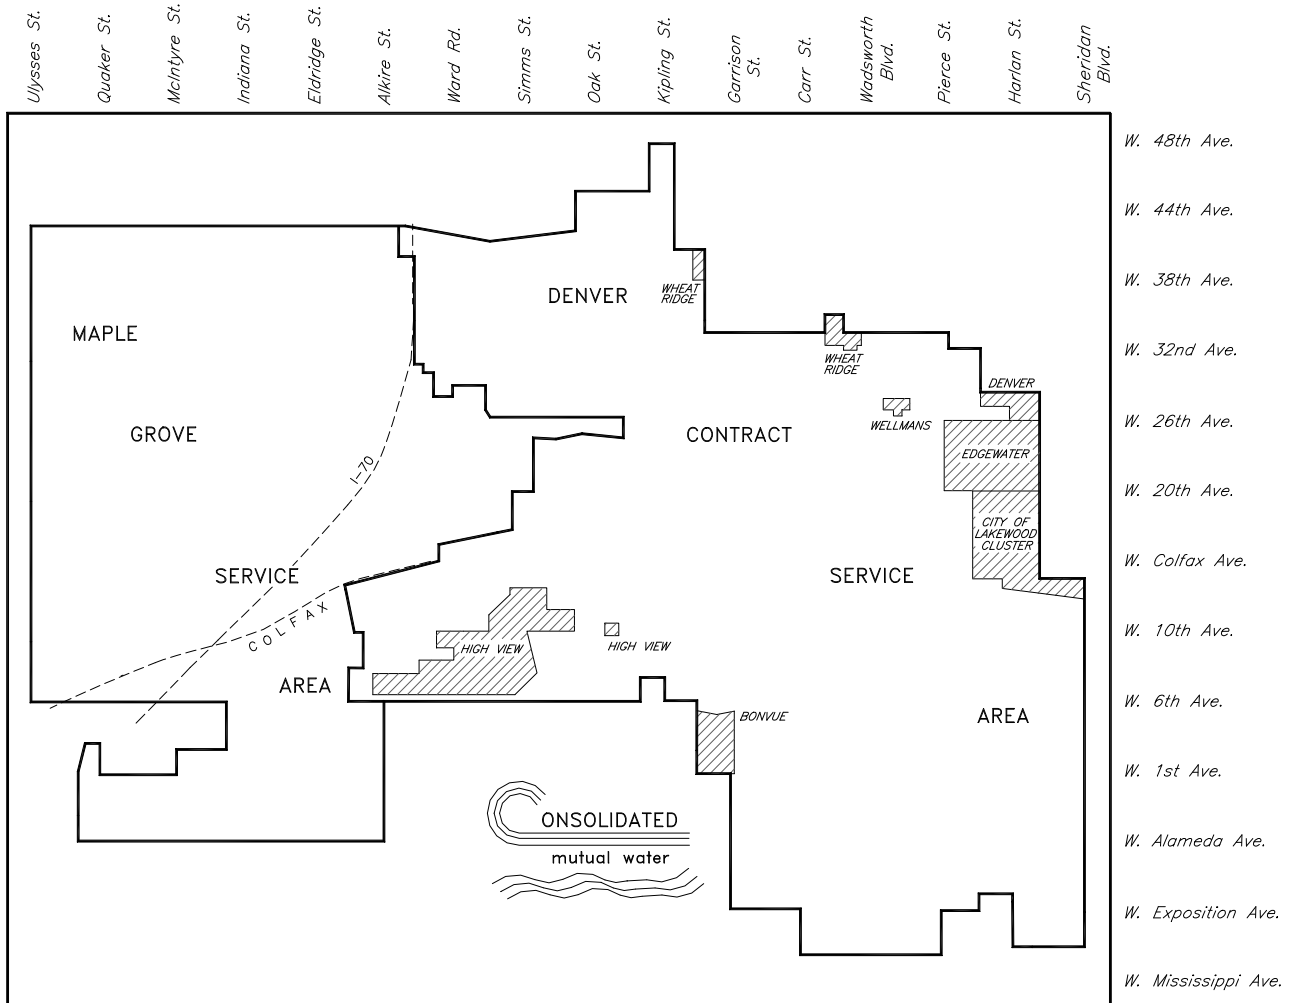 Ulysses St.
Quaker St.
McIntyre St.
Indiana St.
Eldridge St.
Alkire St.
Ward Rd.
Simms St.
Oak St.
Kipling St.
Garrison
St.
Carr St.
Wadsworth
Blvd.
Pierce St.
Harlan St.
Sheridan
Blvd.
W. 48th Ave.
W. 44th Ave.
W. 38th Ave.
W. 32nd Ave.
W. 26th Ave.
W. 20th Ave.
W. Colfax Ave.
W. 10th Ave.
W. 6th Ave.
W. 1st Ave.
W. Alameda Ave.
W. Exposition Ave.
W. Mississippi Ave.
MAPLE
GROVE
SERVICE
AREA
I-70
COLFAX
DENVER
CONTRACT
SERVICE
AREA
WHEAT
RIDGE
WHEAT
RIDGE
DENVER
WELLMANS
EDGEWATER
CITY OF
LAKEWOOD
CLUSTER
HIGH VIEW
HIGH VIEW
BONVUE
CONSOLIDATED
mutual water